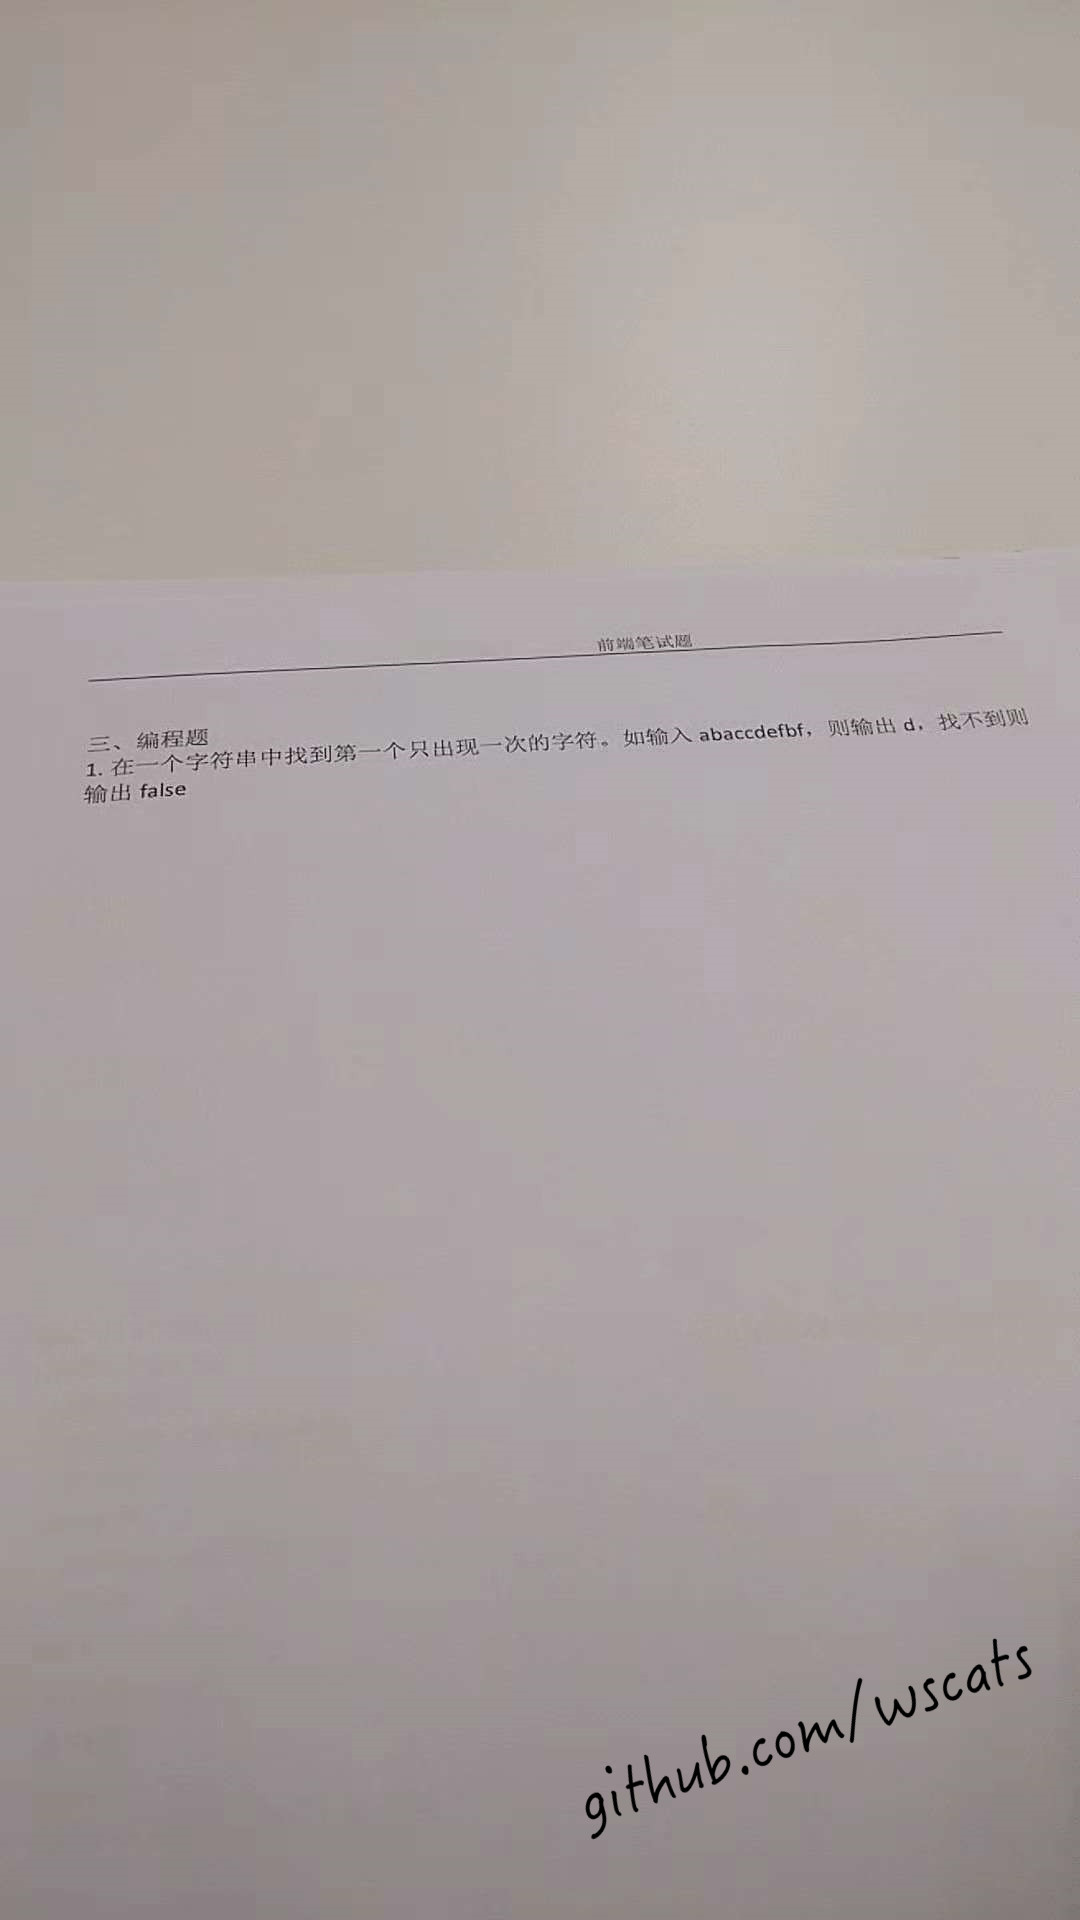 前端笔试题
三、编程题
1. 在一个字符串中找到第一个只出现一次的字符。如输入 abaccdefbf，则输出 d，找不到则
输出 false
github.com/wscats